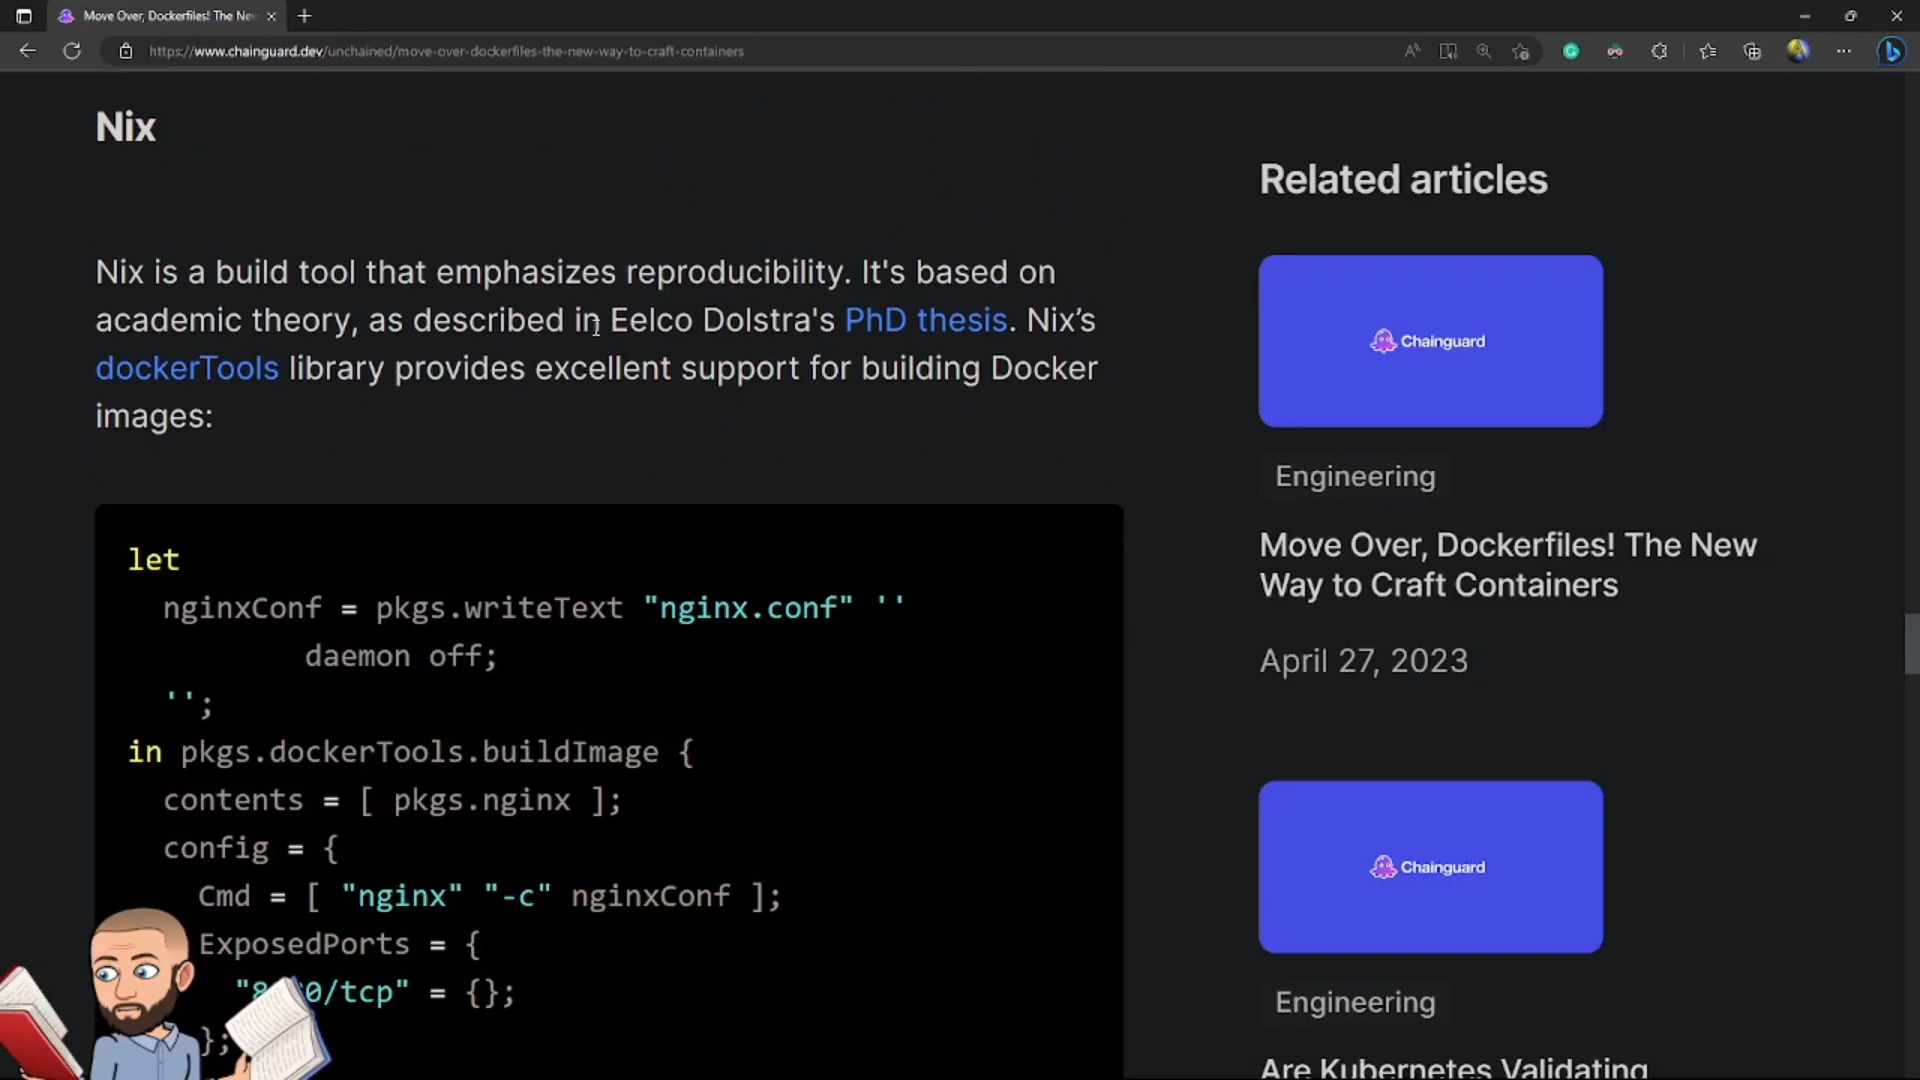 Move Over, Dockerfiles! The Ne
https://www.chainguard.dev/unchained/move-over-dockerfiles-the-new-way-to-craft-containers
Nix
Nix is a build tool that emphasizes reproducibility. It's based on
academic theory, as described in Eelco Dolstra's PhD thesis. Nix’s
dockerTools library provides excellent support for building Docker
images:
let
nginxConf = pkgs.writeText "nginx.conf" ''
daemon off;
'';
in pkgs.dockerTools.buildImage {
contents = [ pkgs.nginx ];
config = {
Cmd = [ "nginx" "-c" nginxConf ];
ExposedPorts = {
0/tcp" = {};
};
Related articles
Chainguard
Engineering
Move Over, Dockerfiles! The New
Way to Craft Containers
April 27, 2023
Chainguard
Engineering
Are Kubernetes Validating